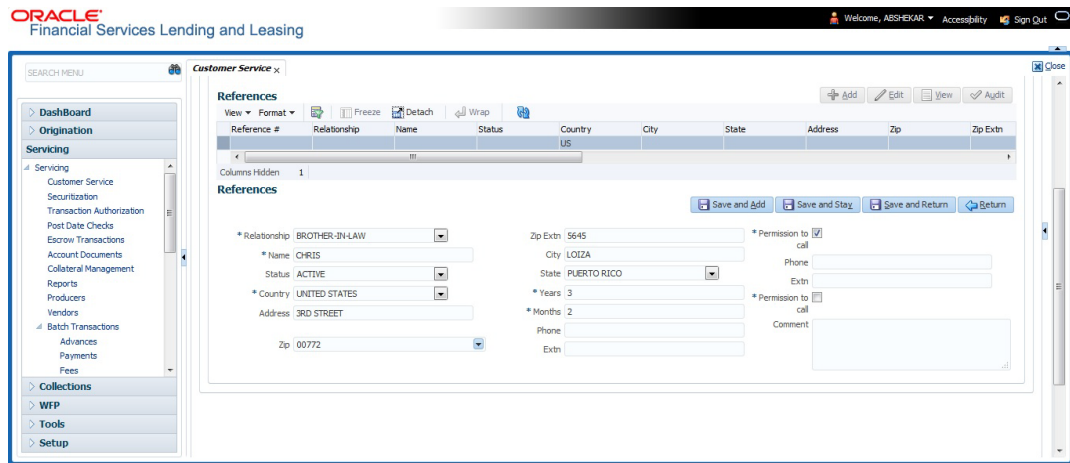 ORACLE
Financial Services Lending and Leasing
Welcome, ABSHEKAR Accessibility Sign Out
SEARCH MENU
Customer Service x
Close
DashBoard
Origination
Servicing
Servicing
Customer Service
Securitization
Transaction Authorization
Post Date Checks
Escrow Transactions
Account Documents
Collateral Management
Reports
Producers
Vendors
Batch Transactions
Advances
Payments
Fees
Collections
WFP
Tools
Setup
References
Add Edit View Audit
View Format Freeze Detach Wrap
Reference # Relationship Name Status Country City State Address Zip Zip Extn
US
Columns Hidden 1
References
Save and Add Save and Stay Save and Return Return
* Relationship BROTHER-IN-LAW
* Name CHRIS
Status ACTIVE
* Country UNITED STATES
Address 3RD STREET
Zip 00772
Zip Extn 5645
City LOIZA
State PUERTO RICO
* Years 3
* Months 2
Phone
Extn
* Permission to
call
Phone
Extn
* Permission to
call
Comment